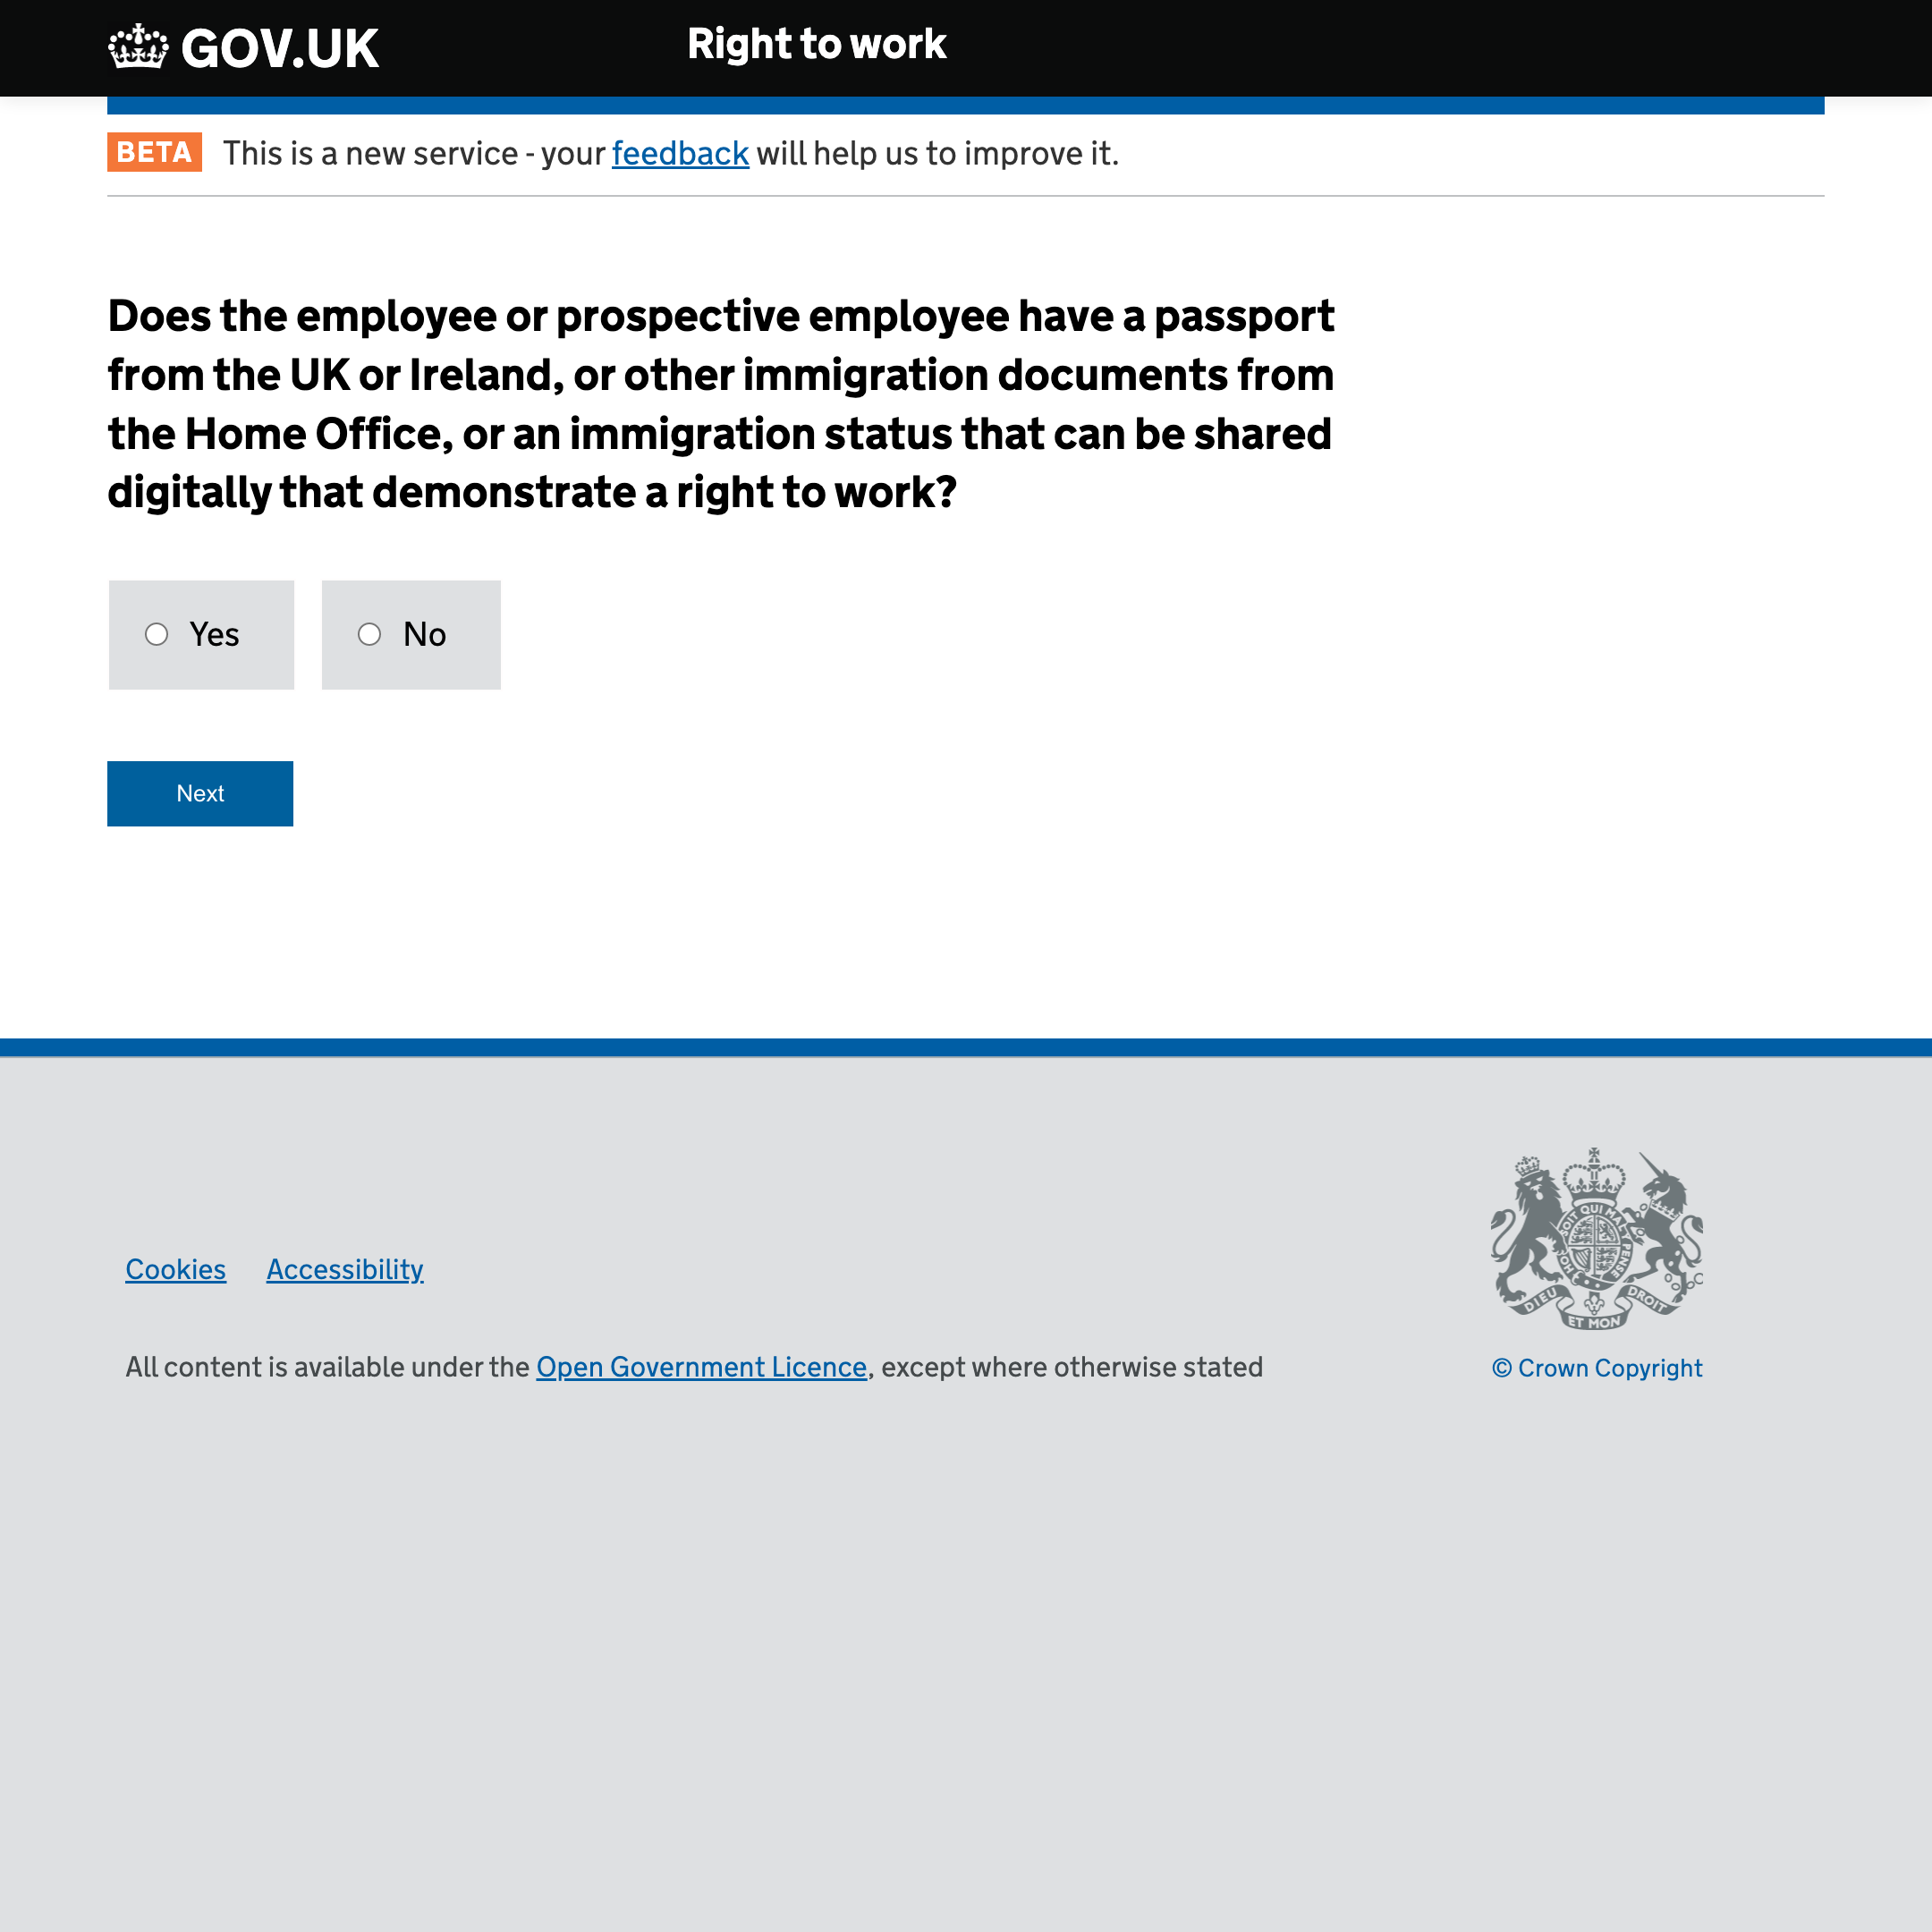 GOV.UK
Right to work
BETA This is a new service - your feedback will help us to improve it.
Does the employee or prospective employee have a passport
from the UK or Ireland, or other immigration documents from
the Home Office, or an immigration status that can be shared
digitally that demonstrate a right to work?
Yes
No
Next
Cookies Accessibility
SOIT QUI MAL
PENSE
HON
DIEU
ET MON
DROIT
All content is available under the Open Government Licence, except where otherwise stated
© Crown Copyright